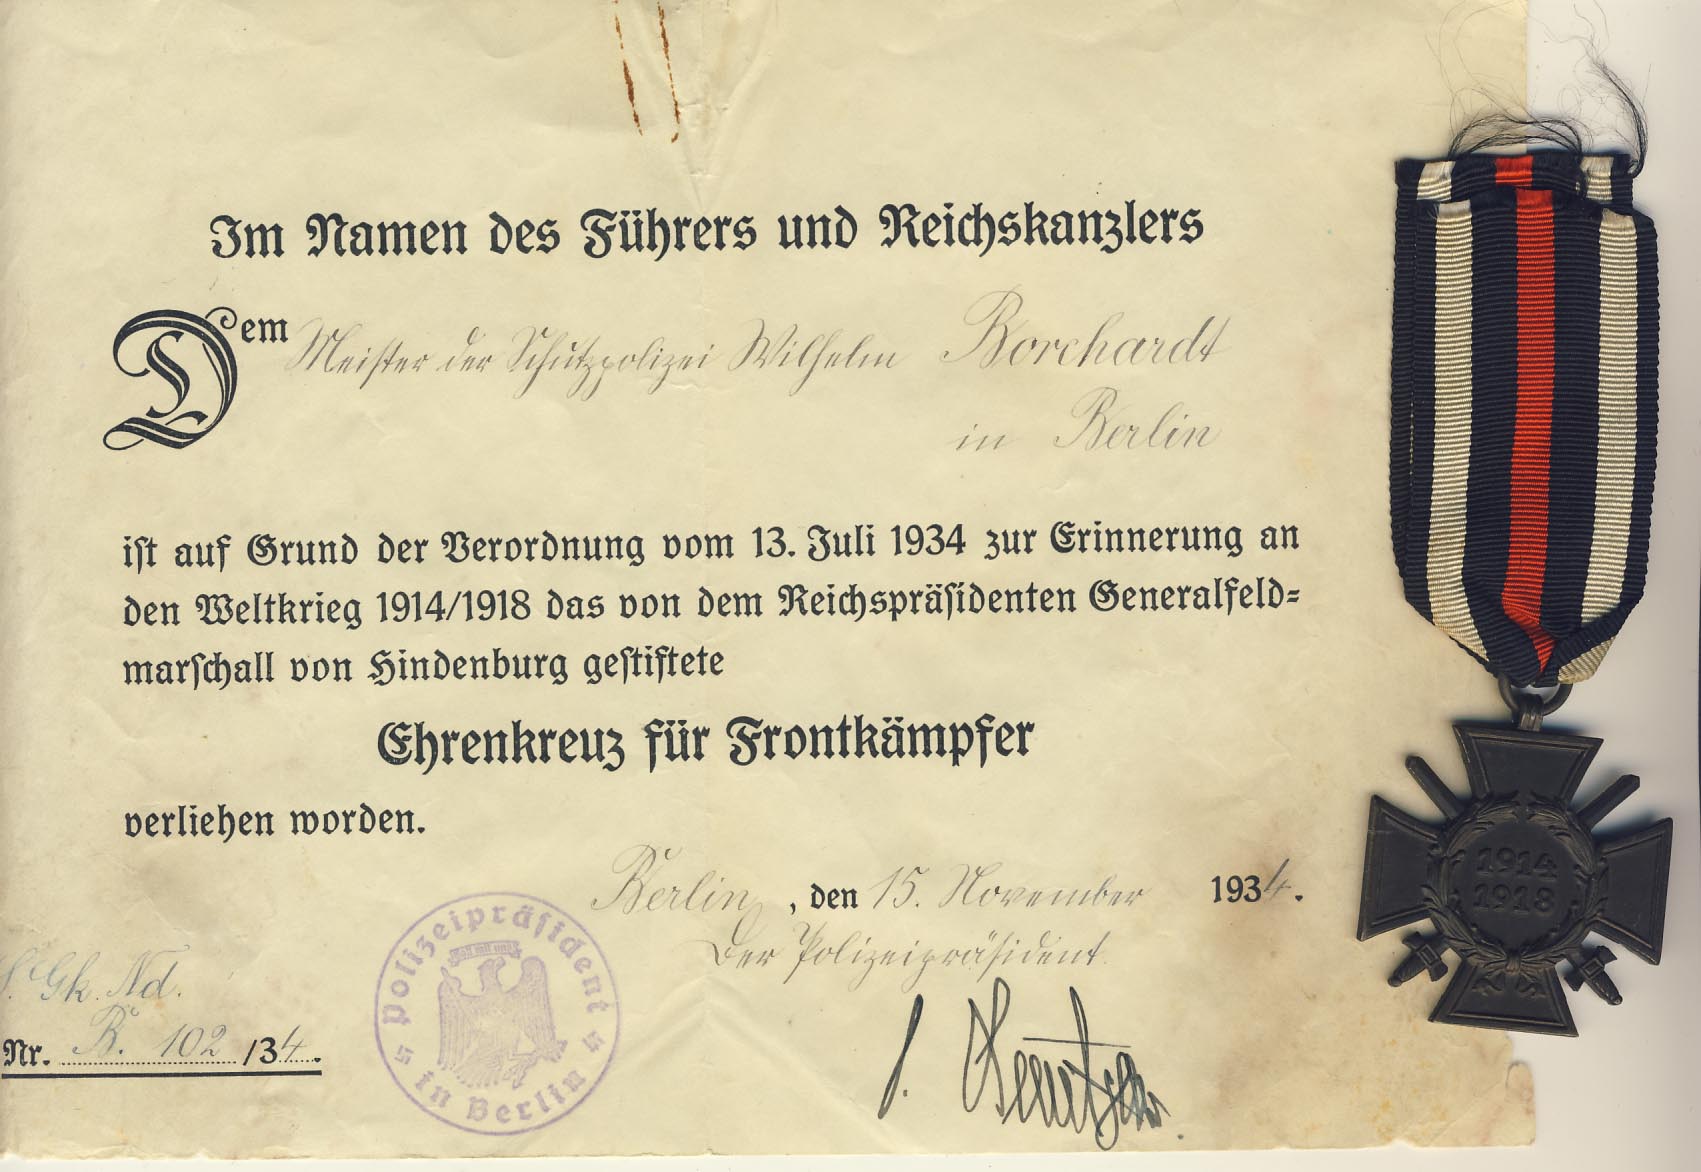 Im Namen des Führers und Reichskanzlers
Dem Meister der Schutzpolizei Wilhelm Borchardt
in Berlin
ist auf Grund der Verordnung vom 13. Juli 1934 zur Erinnerung an
den Weltkrieg 1914/1918 das von dem Reichspräsidenten Generalfeld-
marschall von Hindenburg gestiftete
Ehrenkreuz für Frontkämpfer
verliehen worden.
Berlin, den 15. November 1934.
Der Polizeipräsident
Gk. Nd.
Nr. B. 102/34.
Polizeipräsident
in Berlin
1914
1918